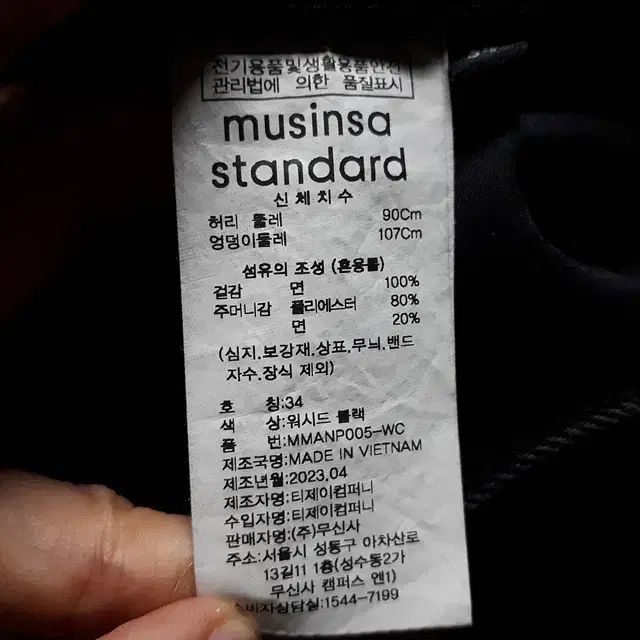 전기용품및생활용품안전
관리법에 의한 품질표시
musinsa
standard
신체치수
허리 둘레 90Cm
엉덩이둘레 107Cm
섬유의 조성 (혼용률)
겉감 면 100%
주머니감 폴리에스터 80%
면 20%
(심지.보강재.상표.무늬.밴드
자수.장식 제외)
호 칭:34
색 상:워시드 블랙
품 번:MMANP005-WC
제조국명:MADE IN VIETNAM
제조년월:2023.04
제조자명:티제이컴퍼니
수입자명:티제이컴퍼니
판매자명:(주)무신사
주소:서울시 성동구 아차산로
13길11 1층(성수동2가
무신사 캠퍼스 엔1)
소비자상담실:1544-7199